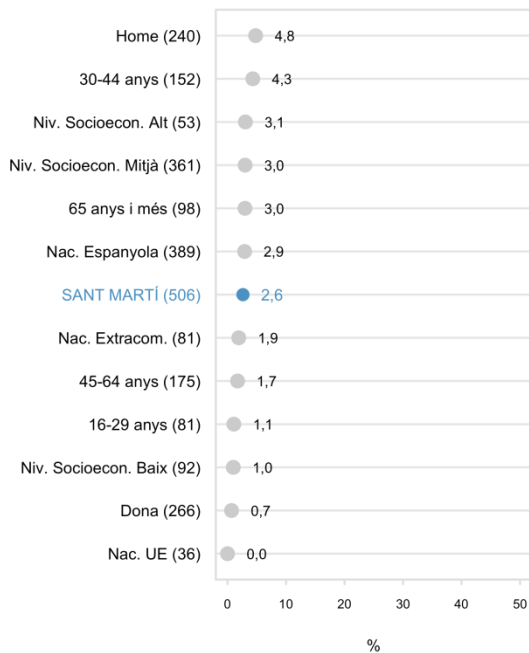 Home (240) 4,8
30-44 anys (152) 4,3
Niv. Socioecon. Alt (53) 3,1
Niv. Socioecon. Mitjà (361) 3,0
65 anys i més (98) 3,0
Nac. Espanyola (389) 2,9
SANT MARTÍ (506) 2,6
Nac. Extracom. (81) 1,9
45-64 anys (175) 1,7
16-29 anys (81) 1,1
Niv. Socioecon. Baix (92) 1,0
Dona (266) 0,7
Nac. UE (36) 0,0
0 10 20 30 40 50
%